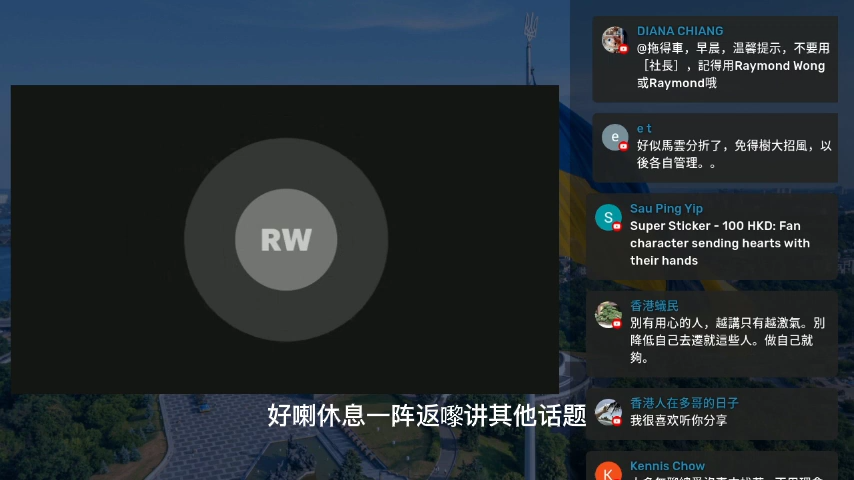 DIANA CHIANG
@拖得車，早晨，溫馨提示，不要用
［社長］，記得用Raymond Wong
或Raymond哦
e t
好似馬雲分折了，免得樹大招風，以
後各自管理。。
Sau Ping Yip
Super Sticker - 100 HKD: Fan
character sending hearts with
their hands
香港蟻民
別有用心的人，越講只有越激氣。別
降低自己去遷就這些人。做自己就
夠。
香港人在多哥的日子
我很喜欢听你分享
Kennis Chow
RW
好喇休息一阵返嚟讲其他话题